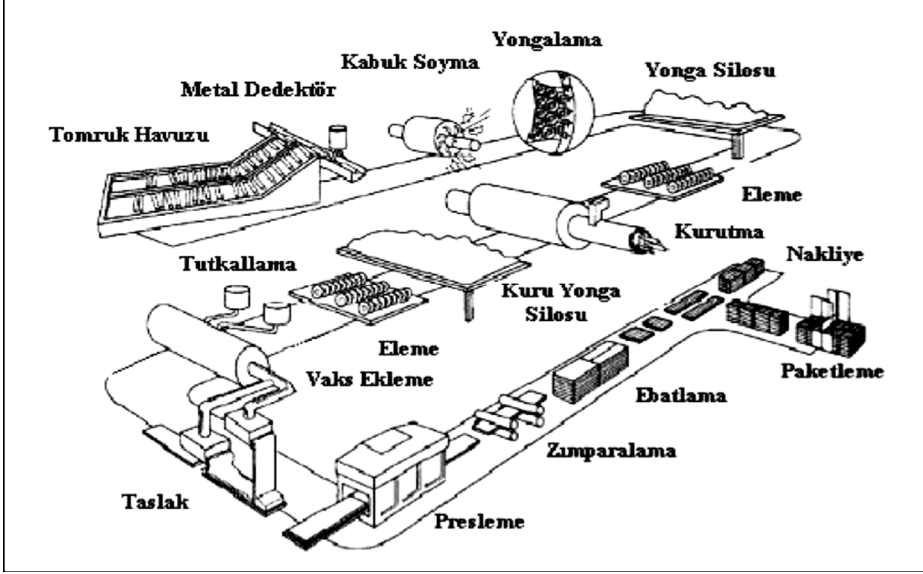 Yongalama
Kabuk Soyma
Yonga Silosu
Metal Dedektör
Tomruk Havuzu
Eleme
Kurutma
Nakliye
Tutkallama
Kuru Yonga
Silosu
Eleme
Vaks Ekleme
Paketleme
Ebatlama
Zımparalama
Taslak
Presleme